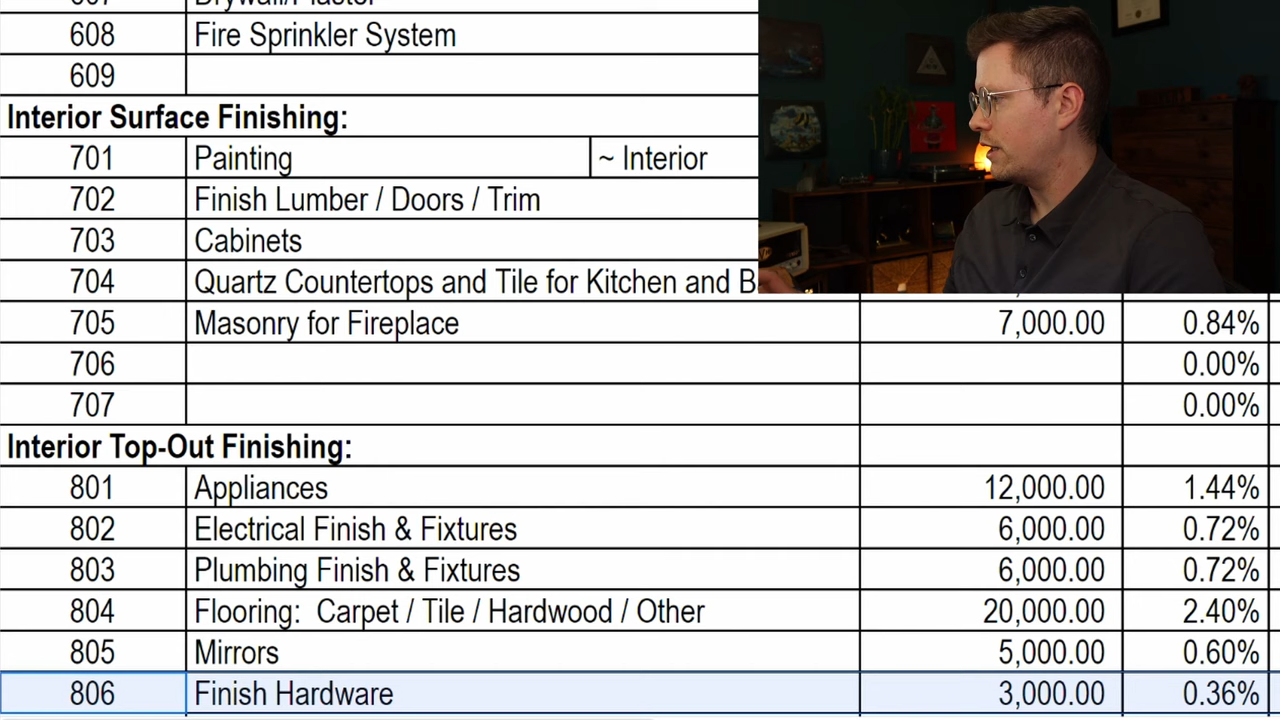 608 Fire Sprinkler System
609
Interior Surface Finishing:
701 Painting ~ Interior
702 Finish Lumber / Doors / Trim
703 Cabinets
704 Quartz Countertops and Tile for Kitchen and B
705 Masonry for Fireplace 7,000.00 0.84%
706 0.00%
707 0.00%
Interior Top-Out Finishing:
801 Appliances 12,000.00 1.44%
802 Electrical Finish & Fixtures 6,000.00 0.72%
803 Plumbing Finish & Fixtures 6,000.00 0.72%
804 Flooring: Carpet / Tile / Hardwood / Other 20,000.00 2.40%
805 Mirrors 5,000.00 0.60%
806 Finish Hardware 3,000.00 0.36%